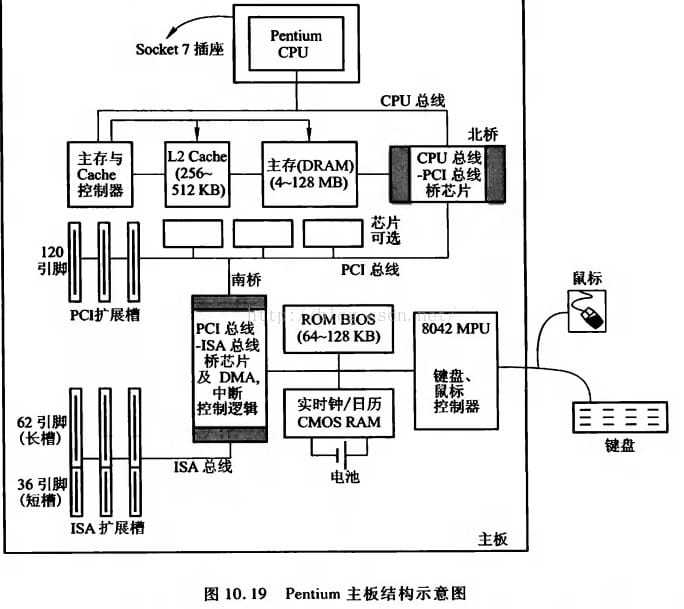 Pentium
CPU
Socket 7 插座
CPU 总线
北桥
主存与
Cache
控制器
L2 Cache
(256~
512 KB)
主存(DRAM)
(4~128 MB)
CPU 总线
-PCI 总线
桥芯片
芯片
可选
120
引脚
PCI 总线
PCI扩展槽
南桥
鼠标
PCI 总线
-ISA 总线
桥芯片
及 DMA,
中断
控制逻辑
ROM BIOS
(64~128 KB)
8042 MPU
键盘、
鼠标
控制器
实时钟/日历
CMOS RAM
62 引脚
(长槽)
键盘
ISA 总线
电池
36 引脚
(短槽)
ISA 扩展槽
主板
图 10.19 Pentium 主板结构示意图